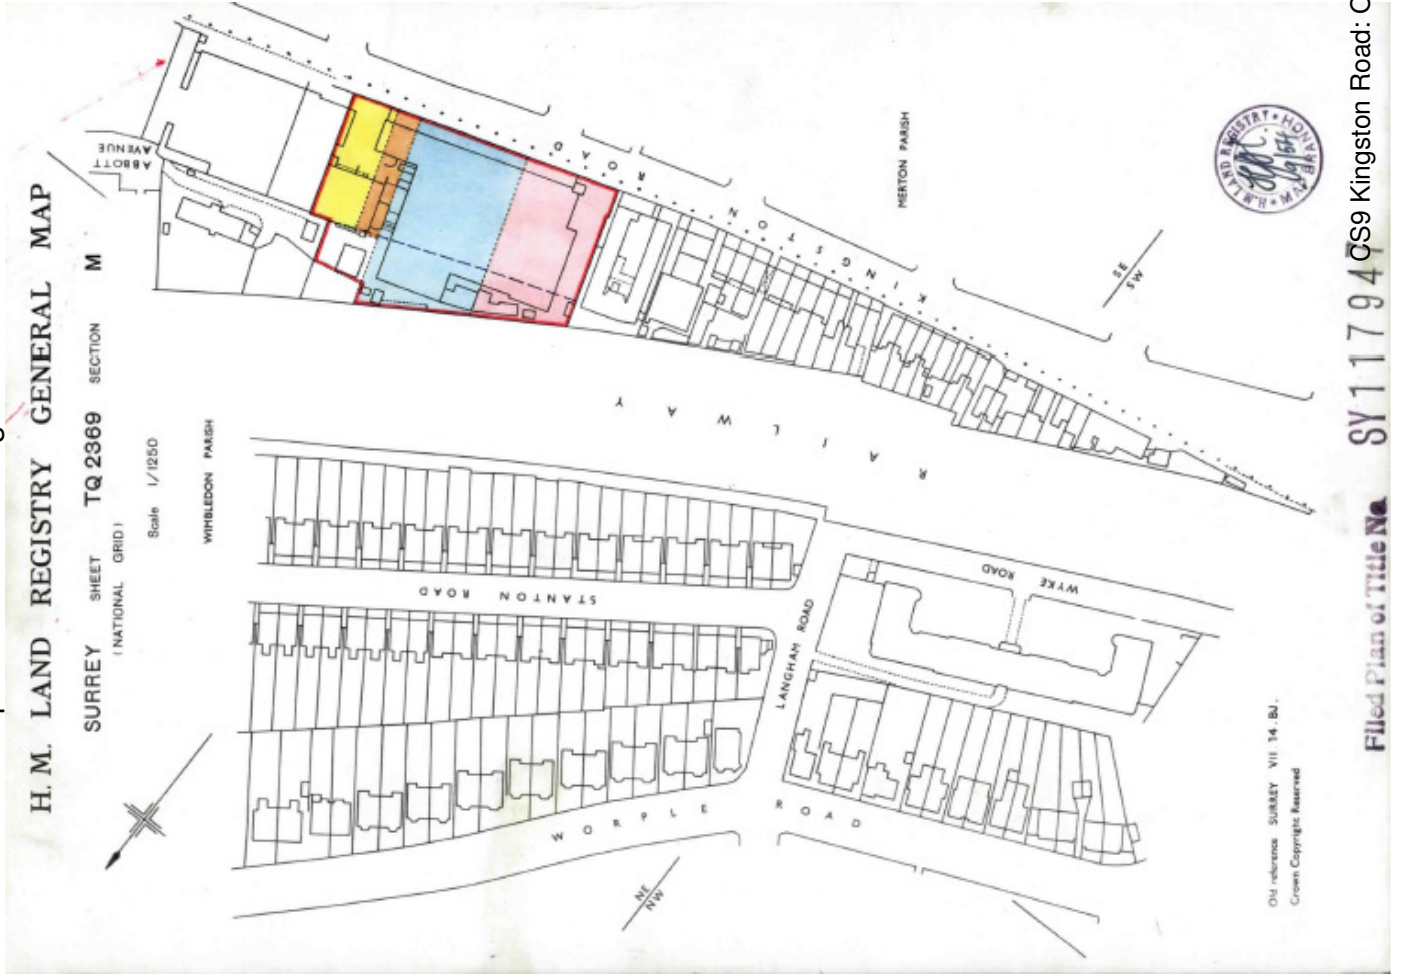 H. M. LAND REGISTRY GENERAL MAP
SURREY SHEET TQ 2369 SECTION M
( NATIONAL GRID )
Scale 1/1250
WIMBLEDON PARISH
MERTON PARISH
ABBOTT
AVENUE
KINGSTON ROAD
RAILWAY
STANTON ROAD
LANGHAM ROAD
WYKE ROAD
WORPLE ROAD
SE
SW
NE
NW
H.M. LAND REGISTRY
CS9 Kingston Road: C
Filed Plan of Title No SY 117947
Old reference SURREY VII 14. BJ.
Crown Copyright Reserved